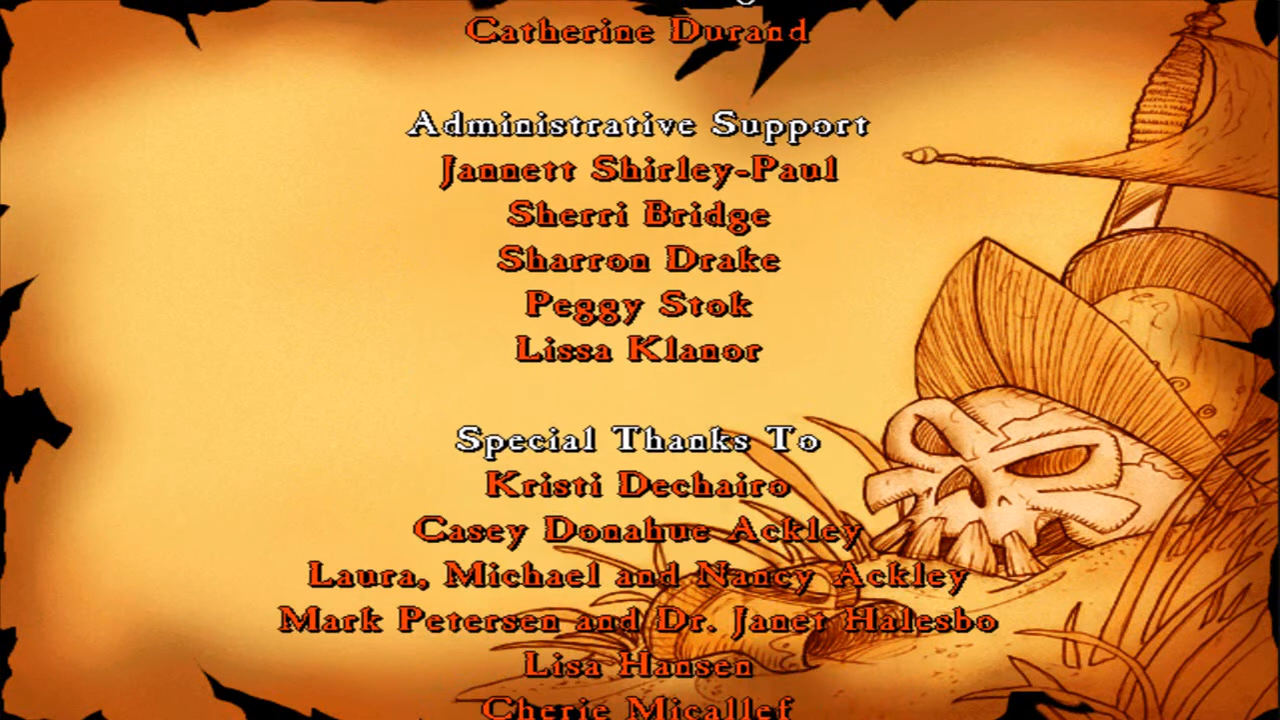 Catherine Durand
Administrative Support
Jannett Shirley-Paul
Sherri Bridge
Sharron Drake
Peggy Stok
Lissa Klanor
Special Thanks To
Kristi Dechairo
Casey Donahue Ackley
Laura, Michael and Nancy Ackley
Mark Petersen and Dr. Janet Halesbo
Lisa Hansen
Cherie Micallef